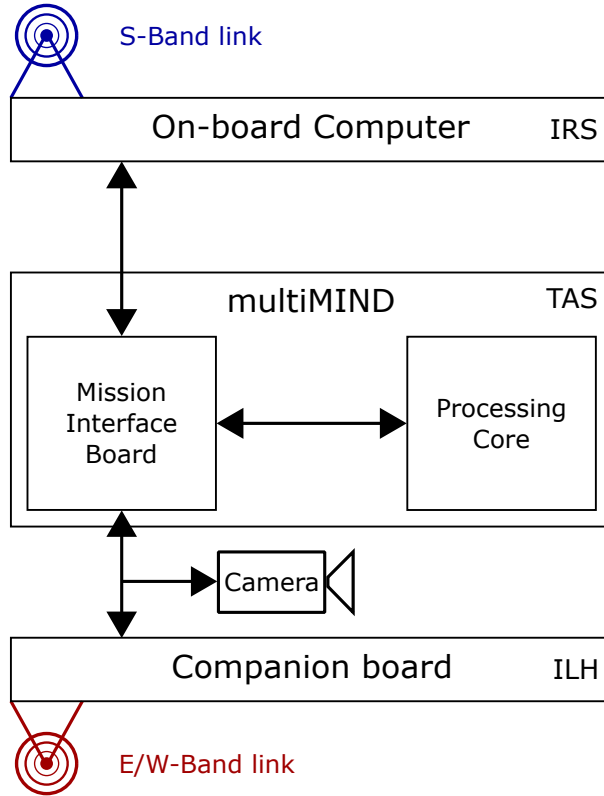 S-Band link
On-board Computer
IRS
multiMIND
TAS
Mission
Interface
Board
Processing
Core
Camera
Companion board
ILH
E/W-Band link